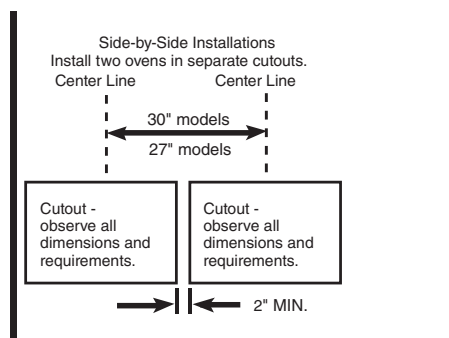 Side-by-Side Installations
Install two ovens in separate cutouts.
Center Line Center Line
30" models
27" models
Cutout -
observe all
dimensions and
requirements.
Cutout -
observe all
dimensions and
requirements.
2" MIN.